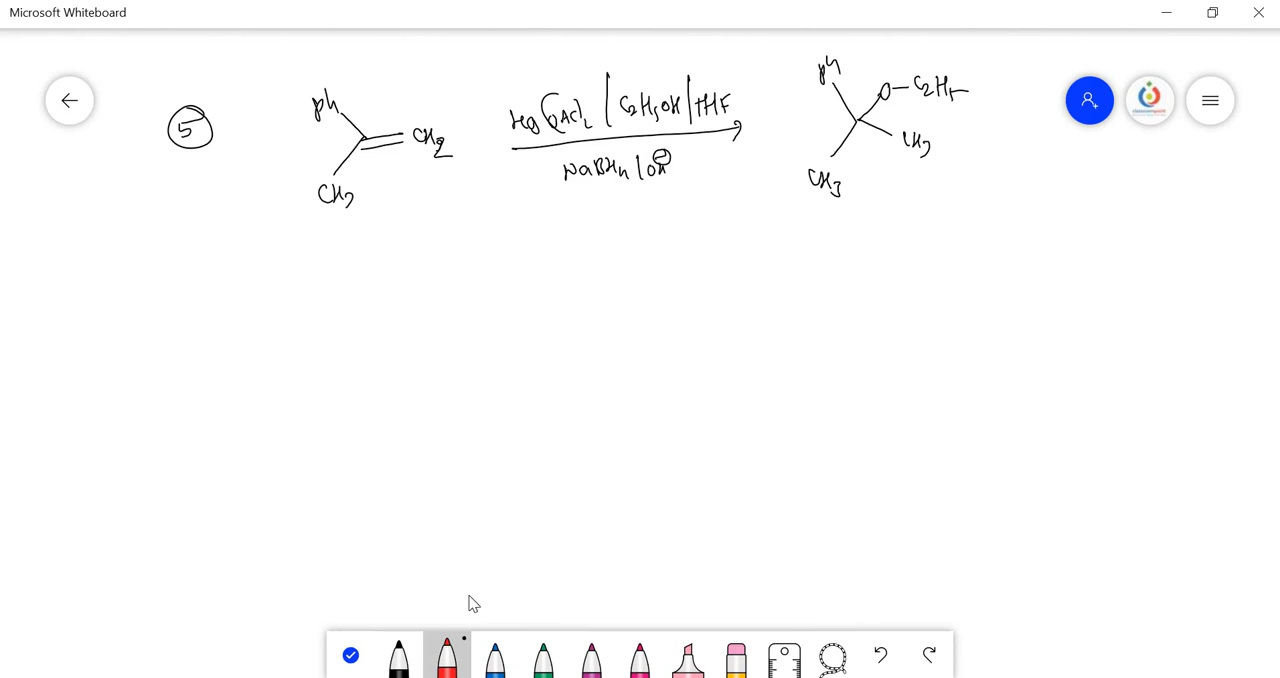 Microsoft Whiteboard
5
Ph
CH2
CH3
Hg(OAc)2 | C2H5OH | THF
NaBH4 | OH⊖
Ph
O-C2H5
CH3
CH3